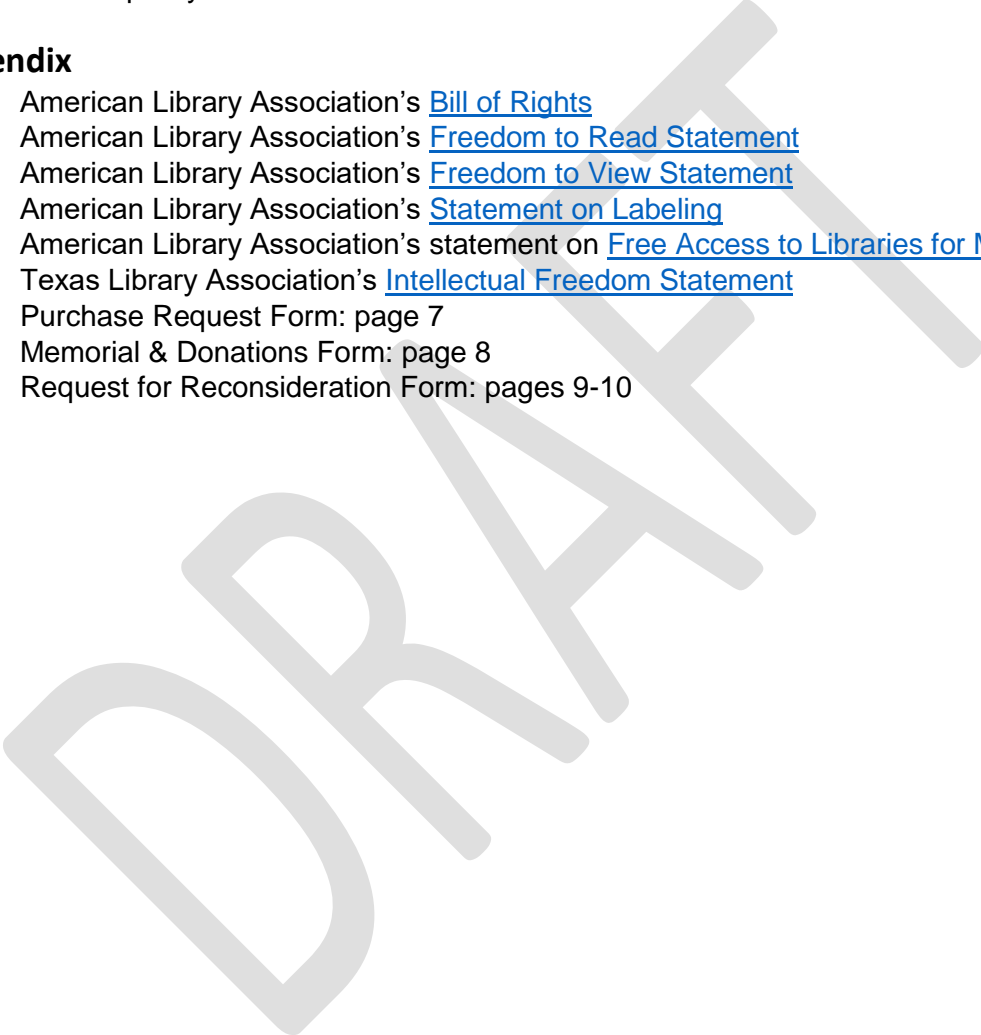 endix
American Library Association’s Bill of Rights
American Library Association’s Freedom to Read Statement
American Library Association’s Freedom to View Statement
American Library Association’s Statement on Labeling
American Library Association’s statement on Free Access to Libraries for M
Texas Library Association’s Intellectual Freedom Statement
Purchase Request Form: page 7
Memorial & Donations Form: page 8
Request for Reconsideration Form: pages 9-10
DRAFT